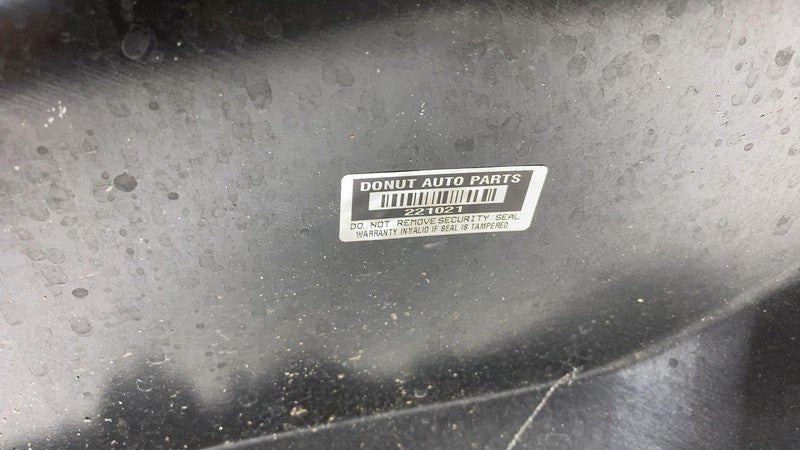 DONUT AUTO PARTS
221021
DO NOT REMOVE SECURITY SEAL
WARRANTY INVALID IF SEAL IS TAMPERED